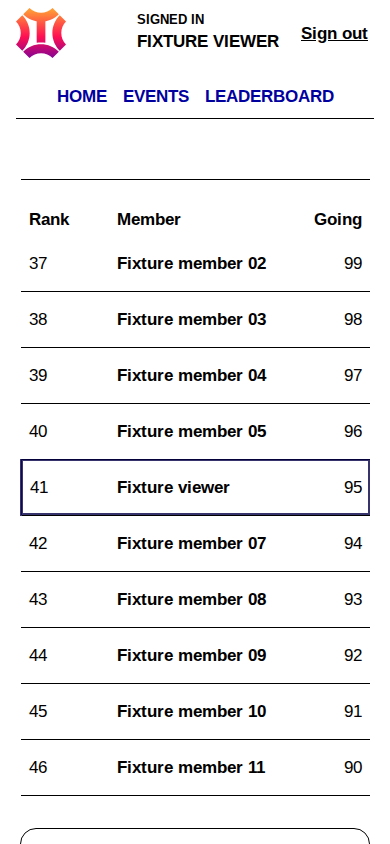 SIGNED IN
FIXTURE VIEWER
Sign out
HOME EVENTS LEADERBOARD
Rank Member Going
37 Fixture member 02 99
38 Fixture member 03 98
39 Fixture member 04 97
40 Fixture member 05 96
41 Fixture viewer 95
42 Fixture member 07 94
43 Fixture member 08 93
44 Fixture member 09 92
45 Fixture member 10 91
46 Fixture member 11 90